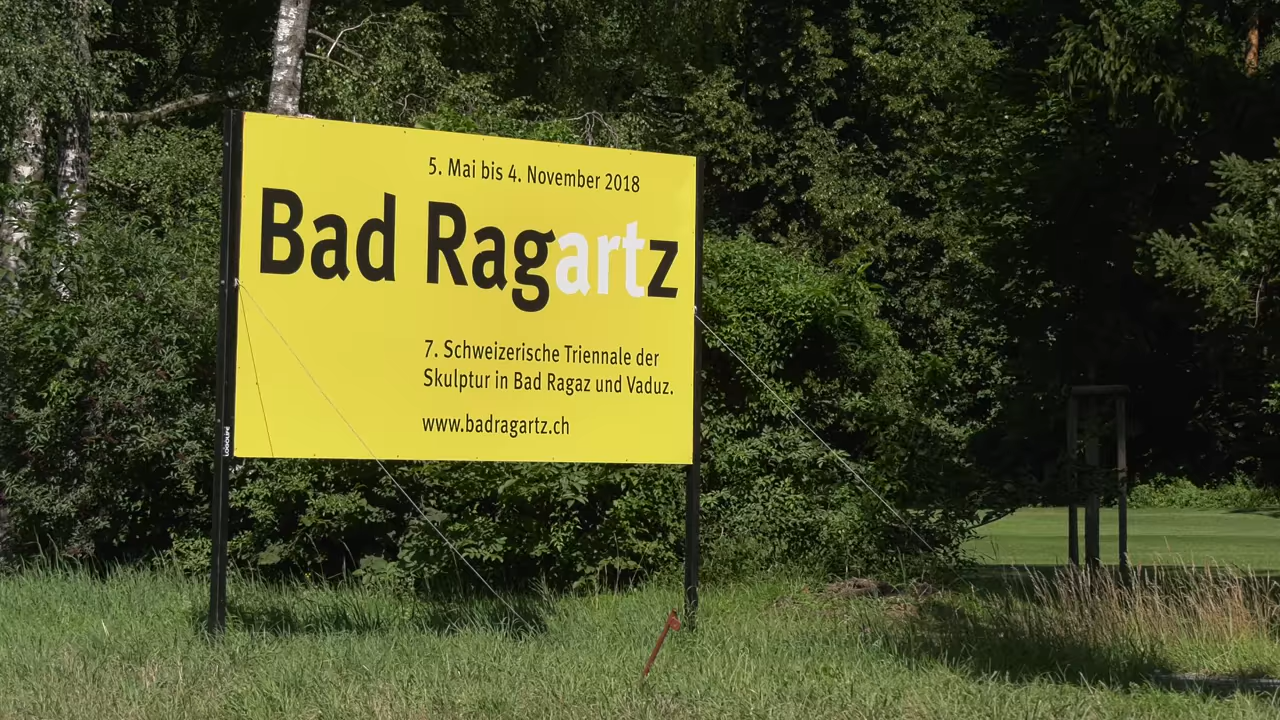 5. Mai bis 4. November 2018
Bad Ragartz
7. Schweizerische Triennale der
Skulptur in Bad Ragaz und Vaduz.
www.badragartz.ch